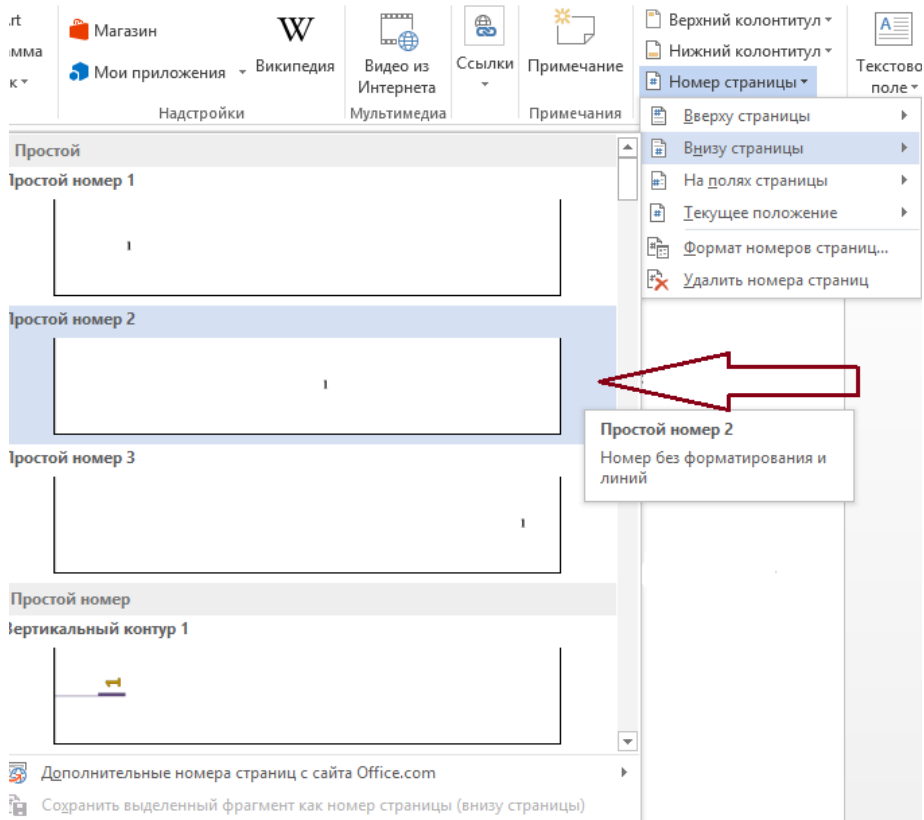 .rt
Магазин
W
Верхний колонтитул
мма
Мои приложения
Википедия
Видео из
Интернета
Ссылки
Примечание
Нижний колонтитул
к
Номер страницы
Текстово
поле
Надстройки
Мультимедиа
Примечания
Вверху страницы
Внизу страницы
На полях страницы
Текущее положение
Формат номеров страниц...
Удалить номера страниц
Простой
Простой номер 1
1
Простой номер 2
1
Простой номер 2
Номер без форматирования и
линий
Простой номер 3
1
Простой номер
Вертикальный контур 1
1
Дополнительные номера страниц с сайта Office.com
Сохранить выделенный фрагмент как номер страницы (внизу страницы)